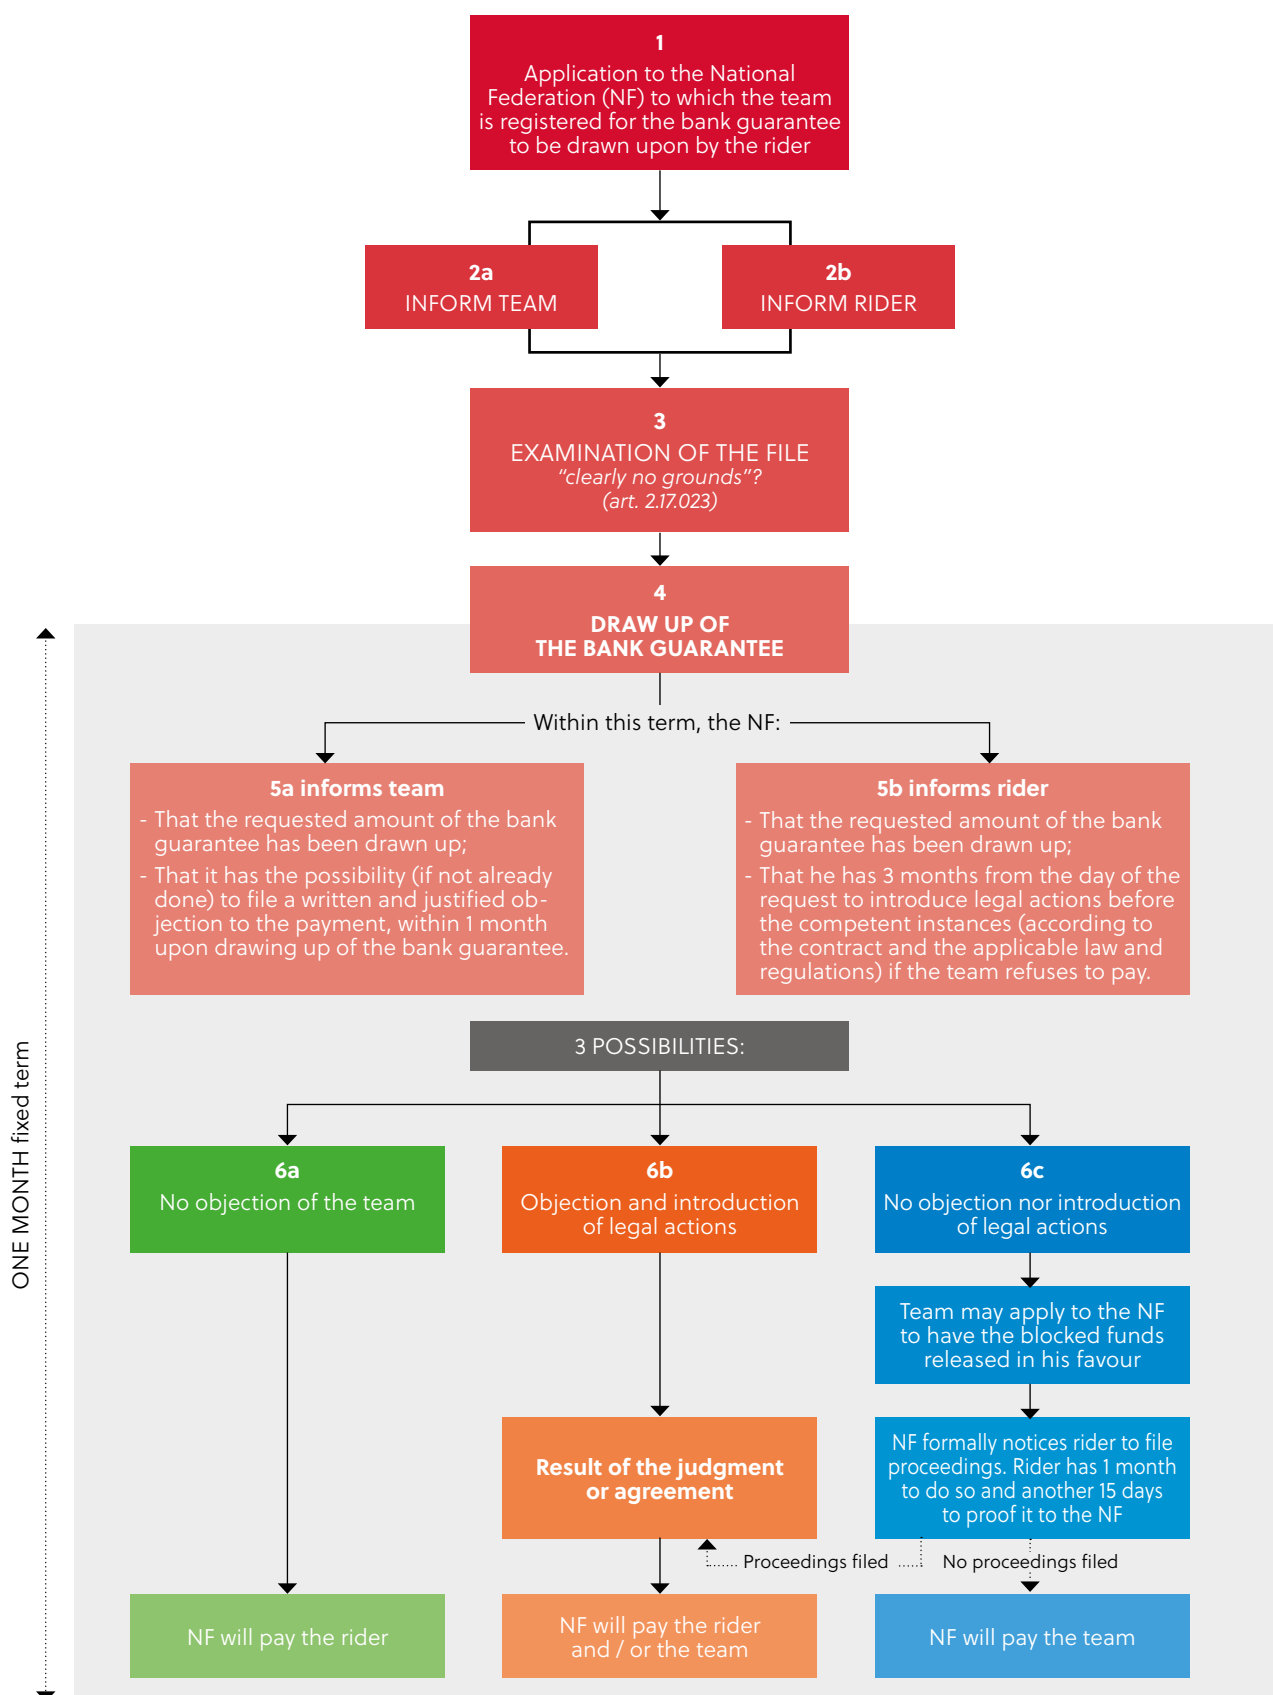 1
Application to the National
Federation (NF) to which the team
is registered for the bank guarantee
to be drawn upon by the rider
2a
INFORM TEAM
2b
INFORM RIDER
3
EXAMINATION OF THE FILE
“clearly no grounds”?
(art. 2.17.023)
4
DRAW UP OF
THE BANK GUARANTEE
ONE MONTH fixed term
Within this term, the NF:
5a informs team
- That the requested amount of the bank
guarantee has been drawn up;
- That it has the possibility (if not already
done) to file a written and justified ob-
jection to the payment, within 1 month
upon drawing up of the bank guarantee.
5b informs rider
- That the requested amount of the bank
guarantee has been drawn up;
- That he has 3 months from the day of the
request to introduce legal actions before
the competent instances (according to
the contract and the applicable law and
regulations) if the team refuses to pay.
3 POSSIBILITIES:
6a
No objection of the team
6b
Objection and introduction
of legal actions
6c
No objection nor introduction
of legal actions
Team may apply to the NF
to have the blocked funds
released in his favour
Result of the judgment
or agreement
NF formally notices rider to file
proceedings. Rider has 1 month
to do so and another 15 days
to proof it to the NF
Proceedings filed
No proceedings filed
NF will pay the rider
NF will pay the rider
and / or the team
NF will pay the team